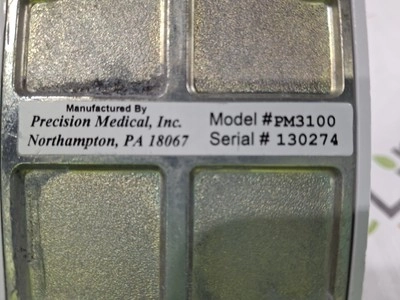 Manufactured By
Precision Medical, Inc.
Northampton, PA 18067
Model #PM3100
Serial # 130274